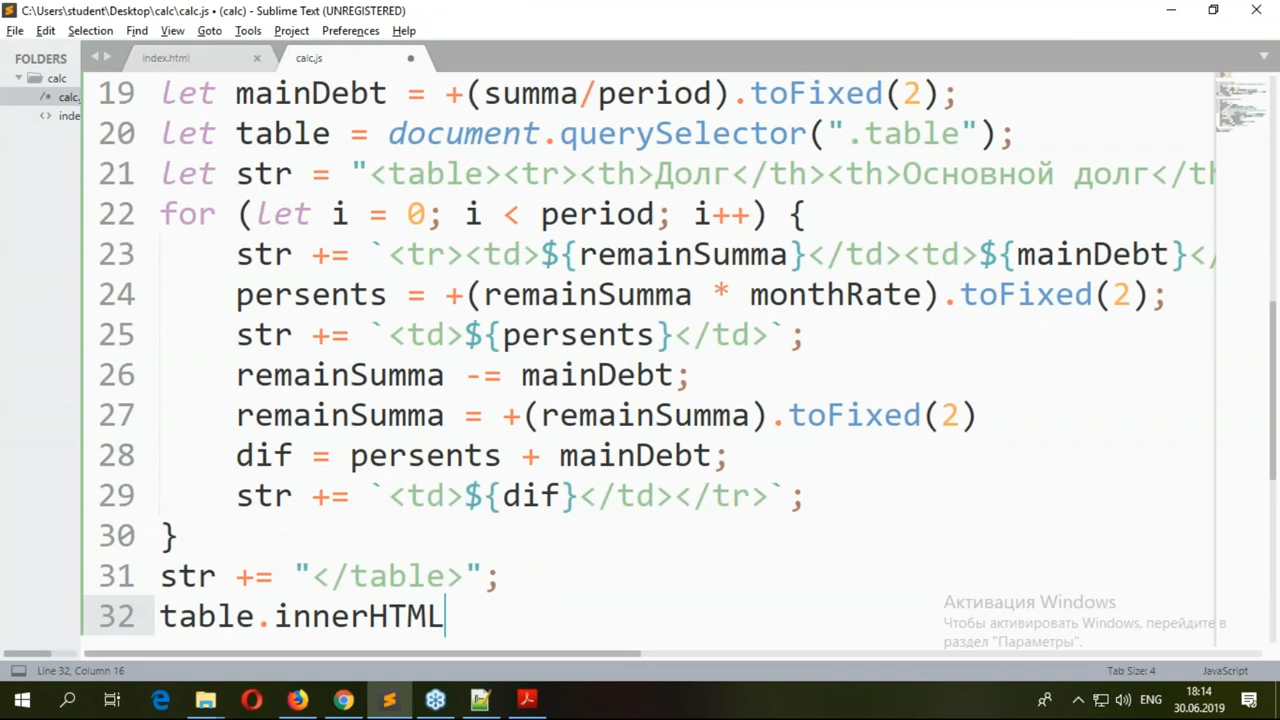 C:\Users\student\Desktop\calc\calc.js • (calc) - Sublime Text (UNREGISTERED)
File Edit Selection Find View Goto Tools Project Preferences Help
FOLDERS
calc
/* calc.
<> inde
index.html ×
calc.js
19 let mainDebt = +(summa/period).toFixed(2);
20 let table = document.querySelector(".table");
21 let str = "<table><tr><th>Долг</th><th>Основной долг</th
22 for (let i = 0; i < period; i++) {
23 str += `<tr><td>${remainSumma}</td><td>${mainDebt}</
24 persents = +(remainSumma * monthRate).toFixed(2);
25 str += `<td>${persents}</td>`;
26 remainSumma -= mainDebt;
27 remainSumma = +(remainSumma).toFixed(2)
28 dif = persents + mainDebt;
29 str += `<td>${dif}</td></tr>`;
30 }
31 str += "</table>";
32 table.innerHTML
Активация Windows
Чтобы активировать Windows, перейдите в
раздел "Параметры".
Line 32, Column 16
Tab Size: 4
JavaScript
ENG
18:14
30.06.2019